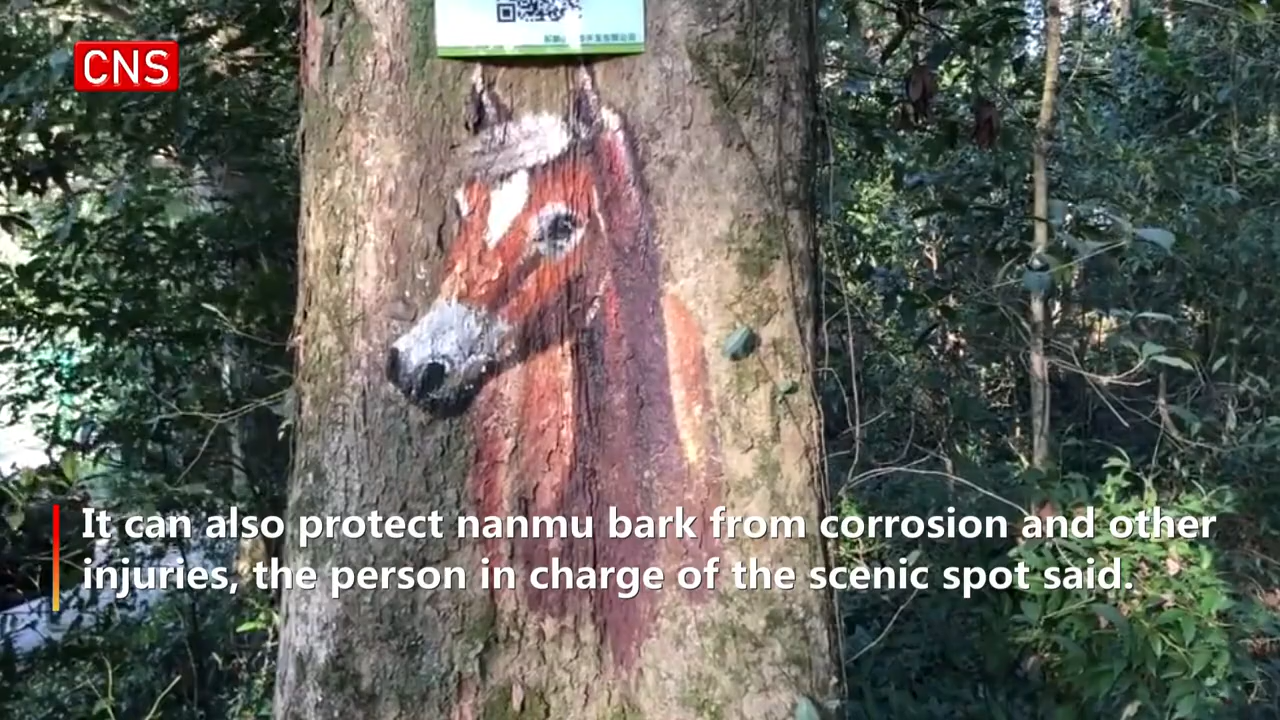 CNS
It can also protect nanmu bark from corrosion and other
injuries, the person in charge of the scenic spot said.